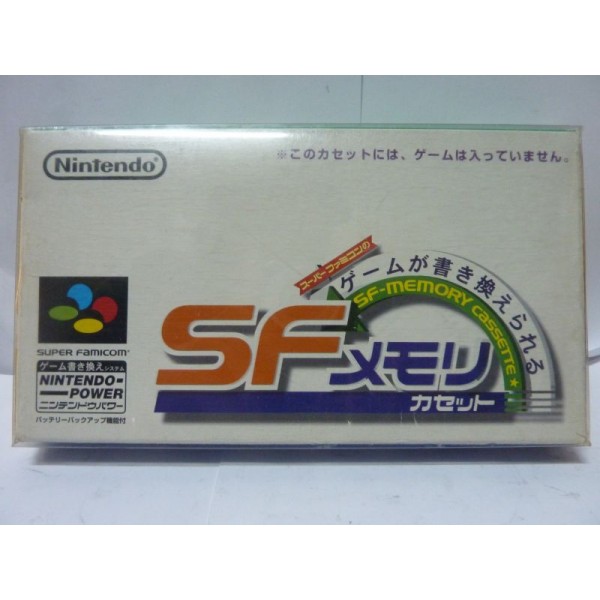 Nintendo®
※このカセットには、ゲームは入っていません。
スーパーファミコンの
ゲームが書き換えられる
SF-MEMORY CASSETTE★
SFメモリ
カセット
SUPER FAMICOM™
ゲーム書き換えシステム
NINTENDO
POWER
ニンテンドウパワー
バッテリーバックアップ機能付